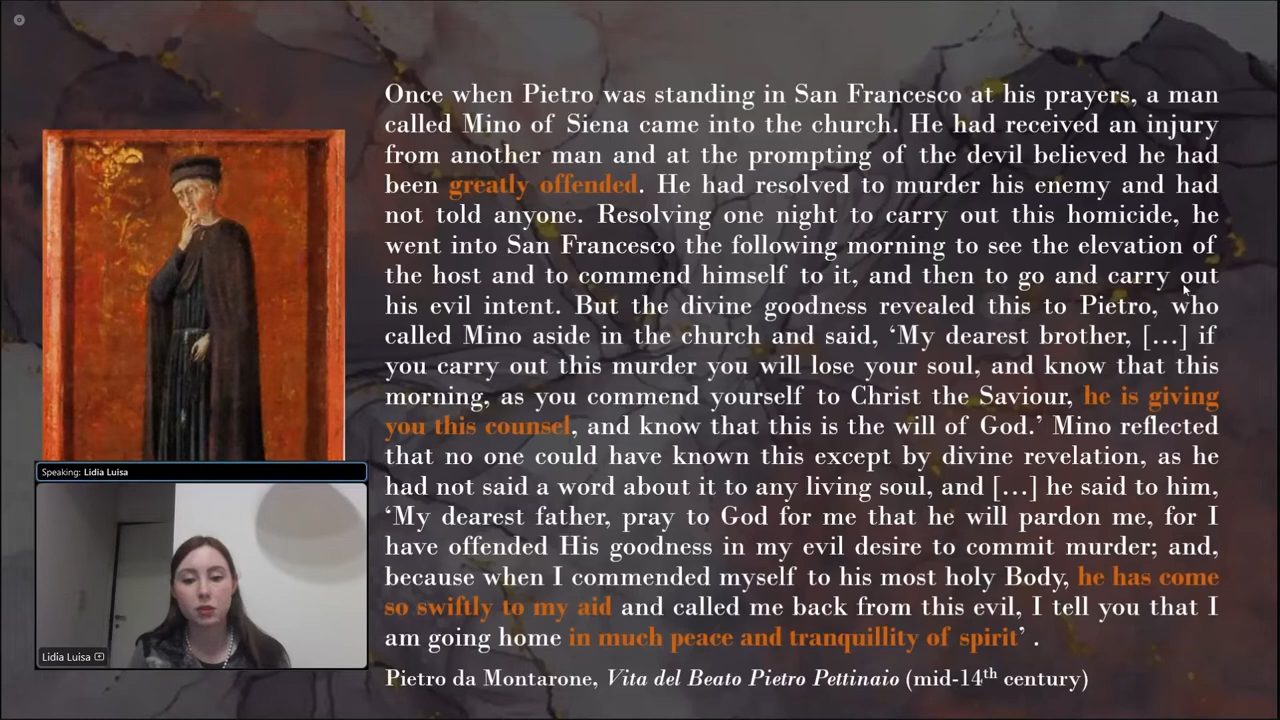 Once when Pietro was standing in San Francesco at his prayers, a man
called Mino of Siena came into the church. He had received an injury
from another man and at the prompting of the devil believed he had
been greatly offended. He had resolved to murder his enemy and had
not told anyone. Resolving one night to carry out this homicide, he
went into San Francesco the following morning to see the elevation of
the host and to commend himself to it, and then to go and carry out
his evil intent. But the divine goodness revealed this to Pietro, who
called Mino aside in the church and said, ‘My dearest brother, […] if
you carry out this murder you will lose your soul, and know that this
morning, as you commend yourself to Christ the Saviour, he is giving
you this counsel, and know that this is the will of God.’ Mino reflected
that no one could have known this except by divine revelation, as he
had not said a word about it to any living soul, and […] he said to him,
‘My dearest father, pray to God for me that he will pardon me, for I
have offended His goodness in my evil desire to commit murder; and,
because when I commended myself to his most holy Body, he has come
so swiftly to my aid and called me back from this evil, I tell you that I
am going home in much peace and tranquillity of spirit’ .
Pietro da Montarone, Vita del Beato Pietro Pettinaio (mid-14th century)
Speaking: Lidia Luisa
Lidia Luisa